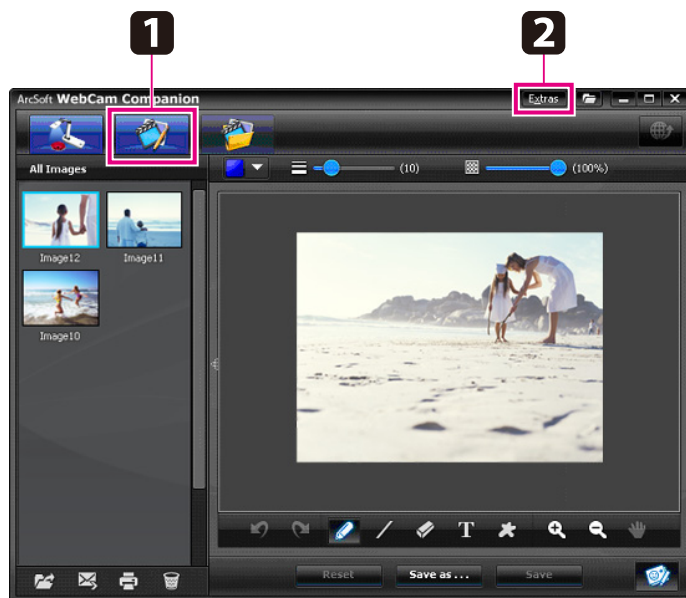 1
2
ArcSoft WebCam Companion
Extras
All Images
(10)
(100%)
Image12
Image11
Image10
T
Reset
Save as ...
Save